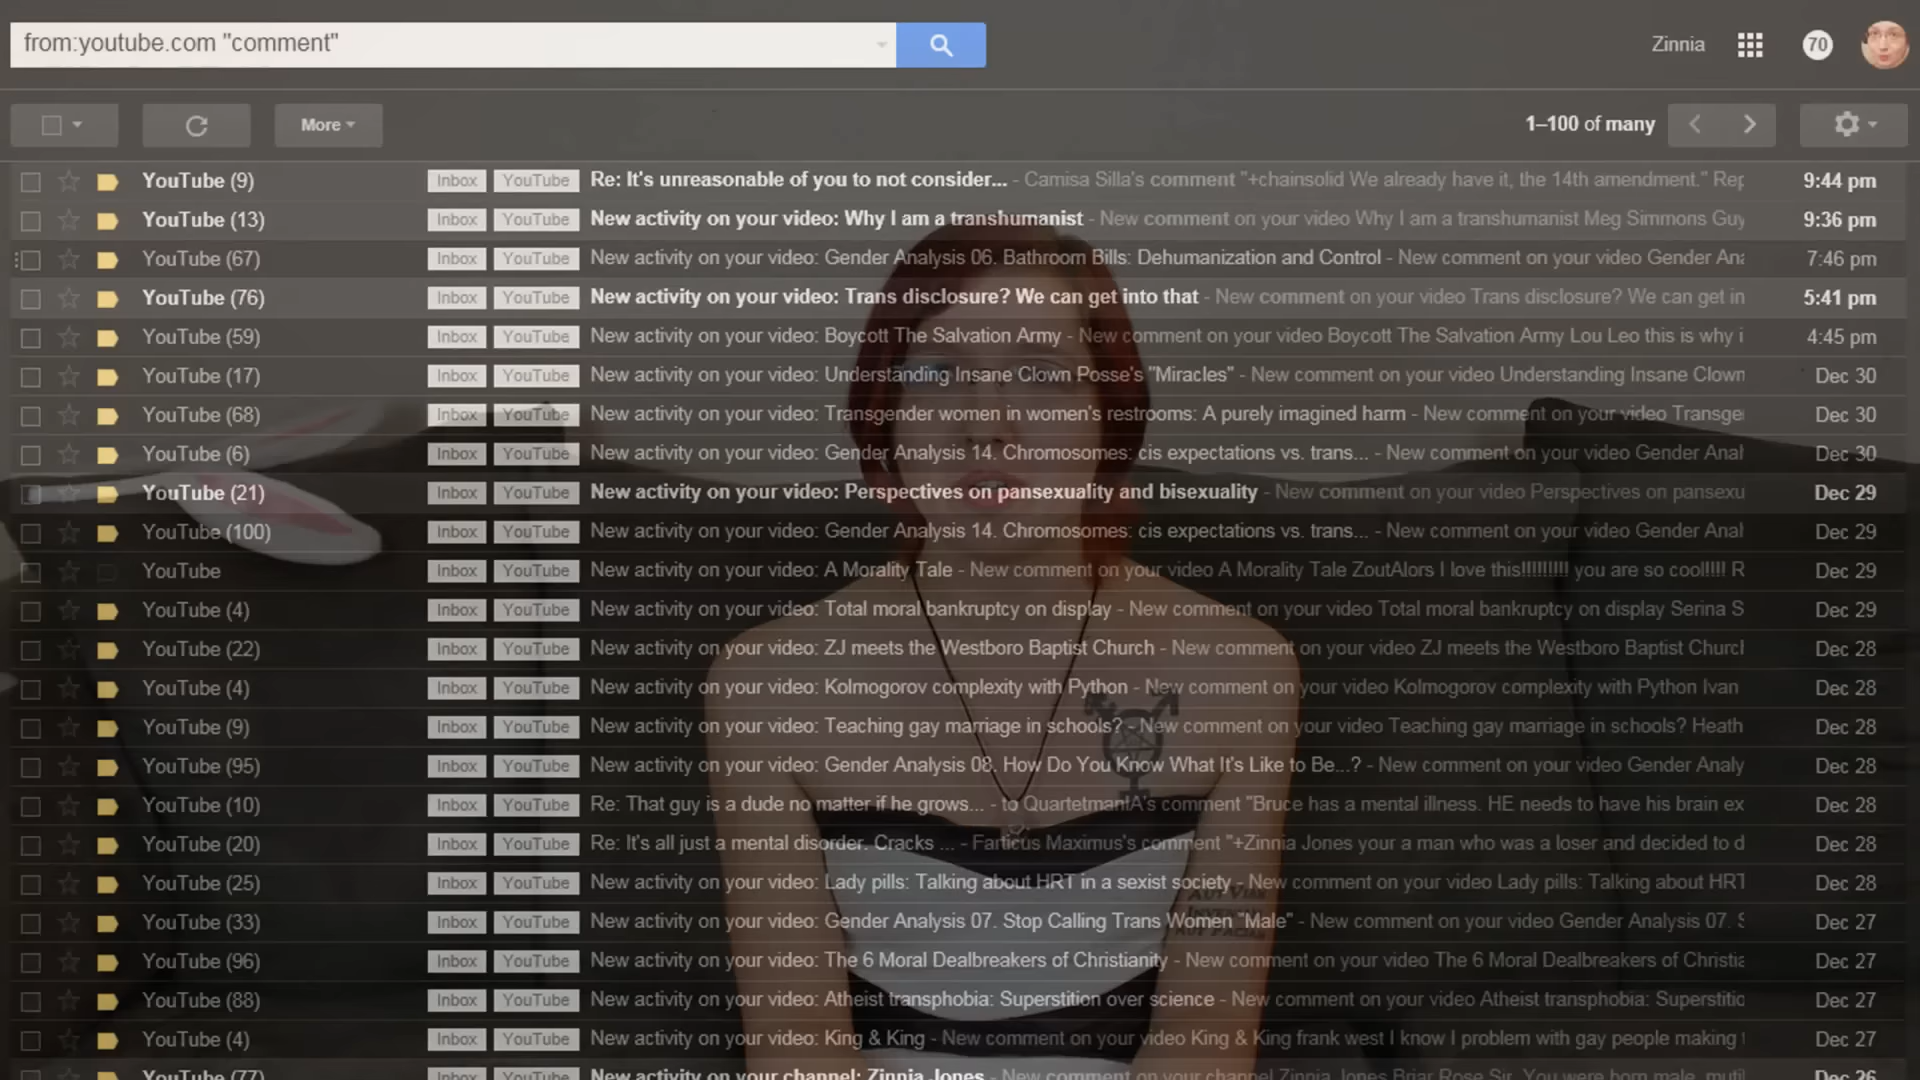 from:youtube.com "comment"
Zinnia 70
More 1–100 of many
YouTube (9) Inbox YouTube Re: It's unreasonable of you to not consider... - Camisa Silla's comment "+chainsolid We already have it, the 14th amendment." Rep 9:44 pm
YouTube (13) Inbox YouTube New activity on your video: Why I am a transhumanist - New comment on your video Why I am a transhumanist Meg Simmons Guy 9:36 pm
YouTube (67) Inbox YouTube New activity on your video: Gender Analysis 06. Bathroom Bills: Dehumanization and Control - New comment on your video Gender Ana 7:46 pm
YouTube (76) Inbox YouTube New activity on your video: Trans disclosure? We can get into that - New comment on your video Trans disclosure? We can get in 5:41 pm
YouTube (59) Inbox YouTube New activity on your video: Boycott The Salvation Army - New comment on your video Boycott The Salvation Army Lou Leo this is why i 4:45 pm
YouTube (17) Inbox YouTube New activity on your video: Understanding Insane Clown Posse's "Miracles" - New comment on your video Understanding Insane Clown Dec 30
YouTube (68) Inbox YouTube New activity on your video: Transgender women in women's restrooms: A purely imagined harm - New comment on your video Transge Dec 30
YouTube (6) Inbox YouTube New activity on your video: Gender Analysis 14. Chromosomes: cis expectations vs. trans... - New comment on your video Gender Anal Dec 30
YouTube (21) Inbox YouTube New activity on your video: Perspectives on pansexuality and bisexuality - New comment on your video Perspectives on pansexu Dec 29
YouTube (100) Inbox YouTube New activity on your video: Gender Analysis 14. Chromosomes: cis expectations vs. trans... - New comment on your video Gender Anal Dec 29
YouTube Inbox YouTube New activity on your video: A Morality Tale - New comment on your video A Morality Tale ZoutAlors I love this!!!!!!!!! you are so cool!!!! R Dec 29
YouTube (4) Inbox YouTube New activity on your video: Total moral bankruptcy on display - New comment on your video Total moral bankruptcy on display Serina S Dec 29
YouTube (22) Inbox YouTube New activity on your video: ZJ meets the Westboro Baptist Church - New comment on your video ZJ meets the Westboro Baptist Churcl Dec 28
YouTube (4) Inbox YouTube New activity on your video: Kolmogorov complexity with Python - New comment on your video Kolmogorov complexity with Python Ivan Dec 28
YouTube (9) Inbox YouTube New activity on your video: Teaching gay marriage in schools? - New comment on your video Teaching gay marriage in schools? Heath Dec 28
YouTube (95) Inbox YouTube New activity on your video: Gender Analysis 08. How Do You Know What It's Like to Be...? - New comment on your video Gender Analy Dec 28
YouTube (10) Inbox YouTube Re: That guy is a dude no matter if he grows... - to QuartetmanIA's comment "Bruce has a mental illness. HE needs to have his brain ex Dec 28
YouTube (20) Inbox YouTube Re: It's all just a mental disorder. Cracks ... - Farticus Maximus's comment "+Zinnia Jones your a man who was a loser and decided to d Dec 28
YouTube (25) Inbox YouTube New activity on your video: Lady pills: Talking about HRT in a sexist society - New comment on your video Lady pills: Talking about HRT Dec 28
YouTube (33) Inbox YouTube New activity on your video: Gender Analysis 07. Stop Calling Trans Women "Male" - New comment on your video Gender Analysis 07. S Dec 27
YouTube (96) Inbox YouTube New activity on your video: The 6 Moral Dealbreakers of Christianity - New comment on your video The 6 Moral Dealbreakers of Christia Dec 27
YouTube (88) Inbox YouTube New activity on your video: Atheist transphobia: Superstition over science - New comment on your video Atheist transphobia: Superstitio Dec 27
YouTube (4) Inbox YouTube New activity on your video: King & King - New comment on your video King & King frank west I know I problem with gay people making Dec 27
YouTube (77) Inbox YouTube New activity on your channel: Zinnia Jones - New comment on your channel Zinnia Jones Briar Rose Sir, You were born male, Dec 26